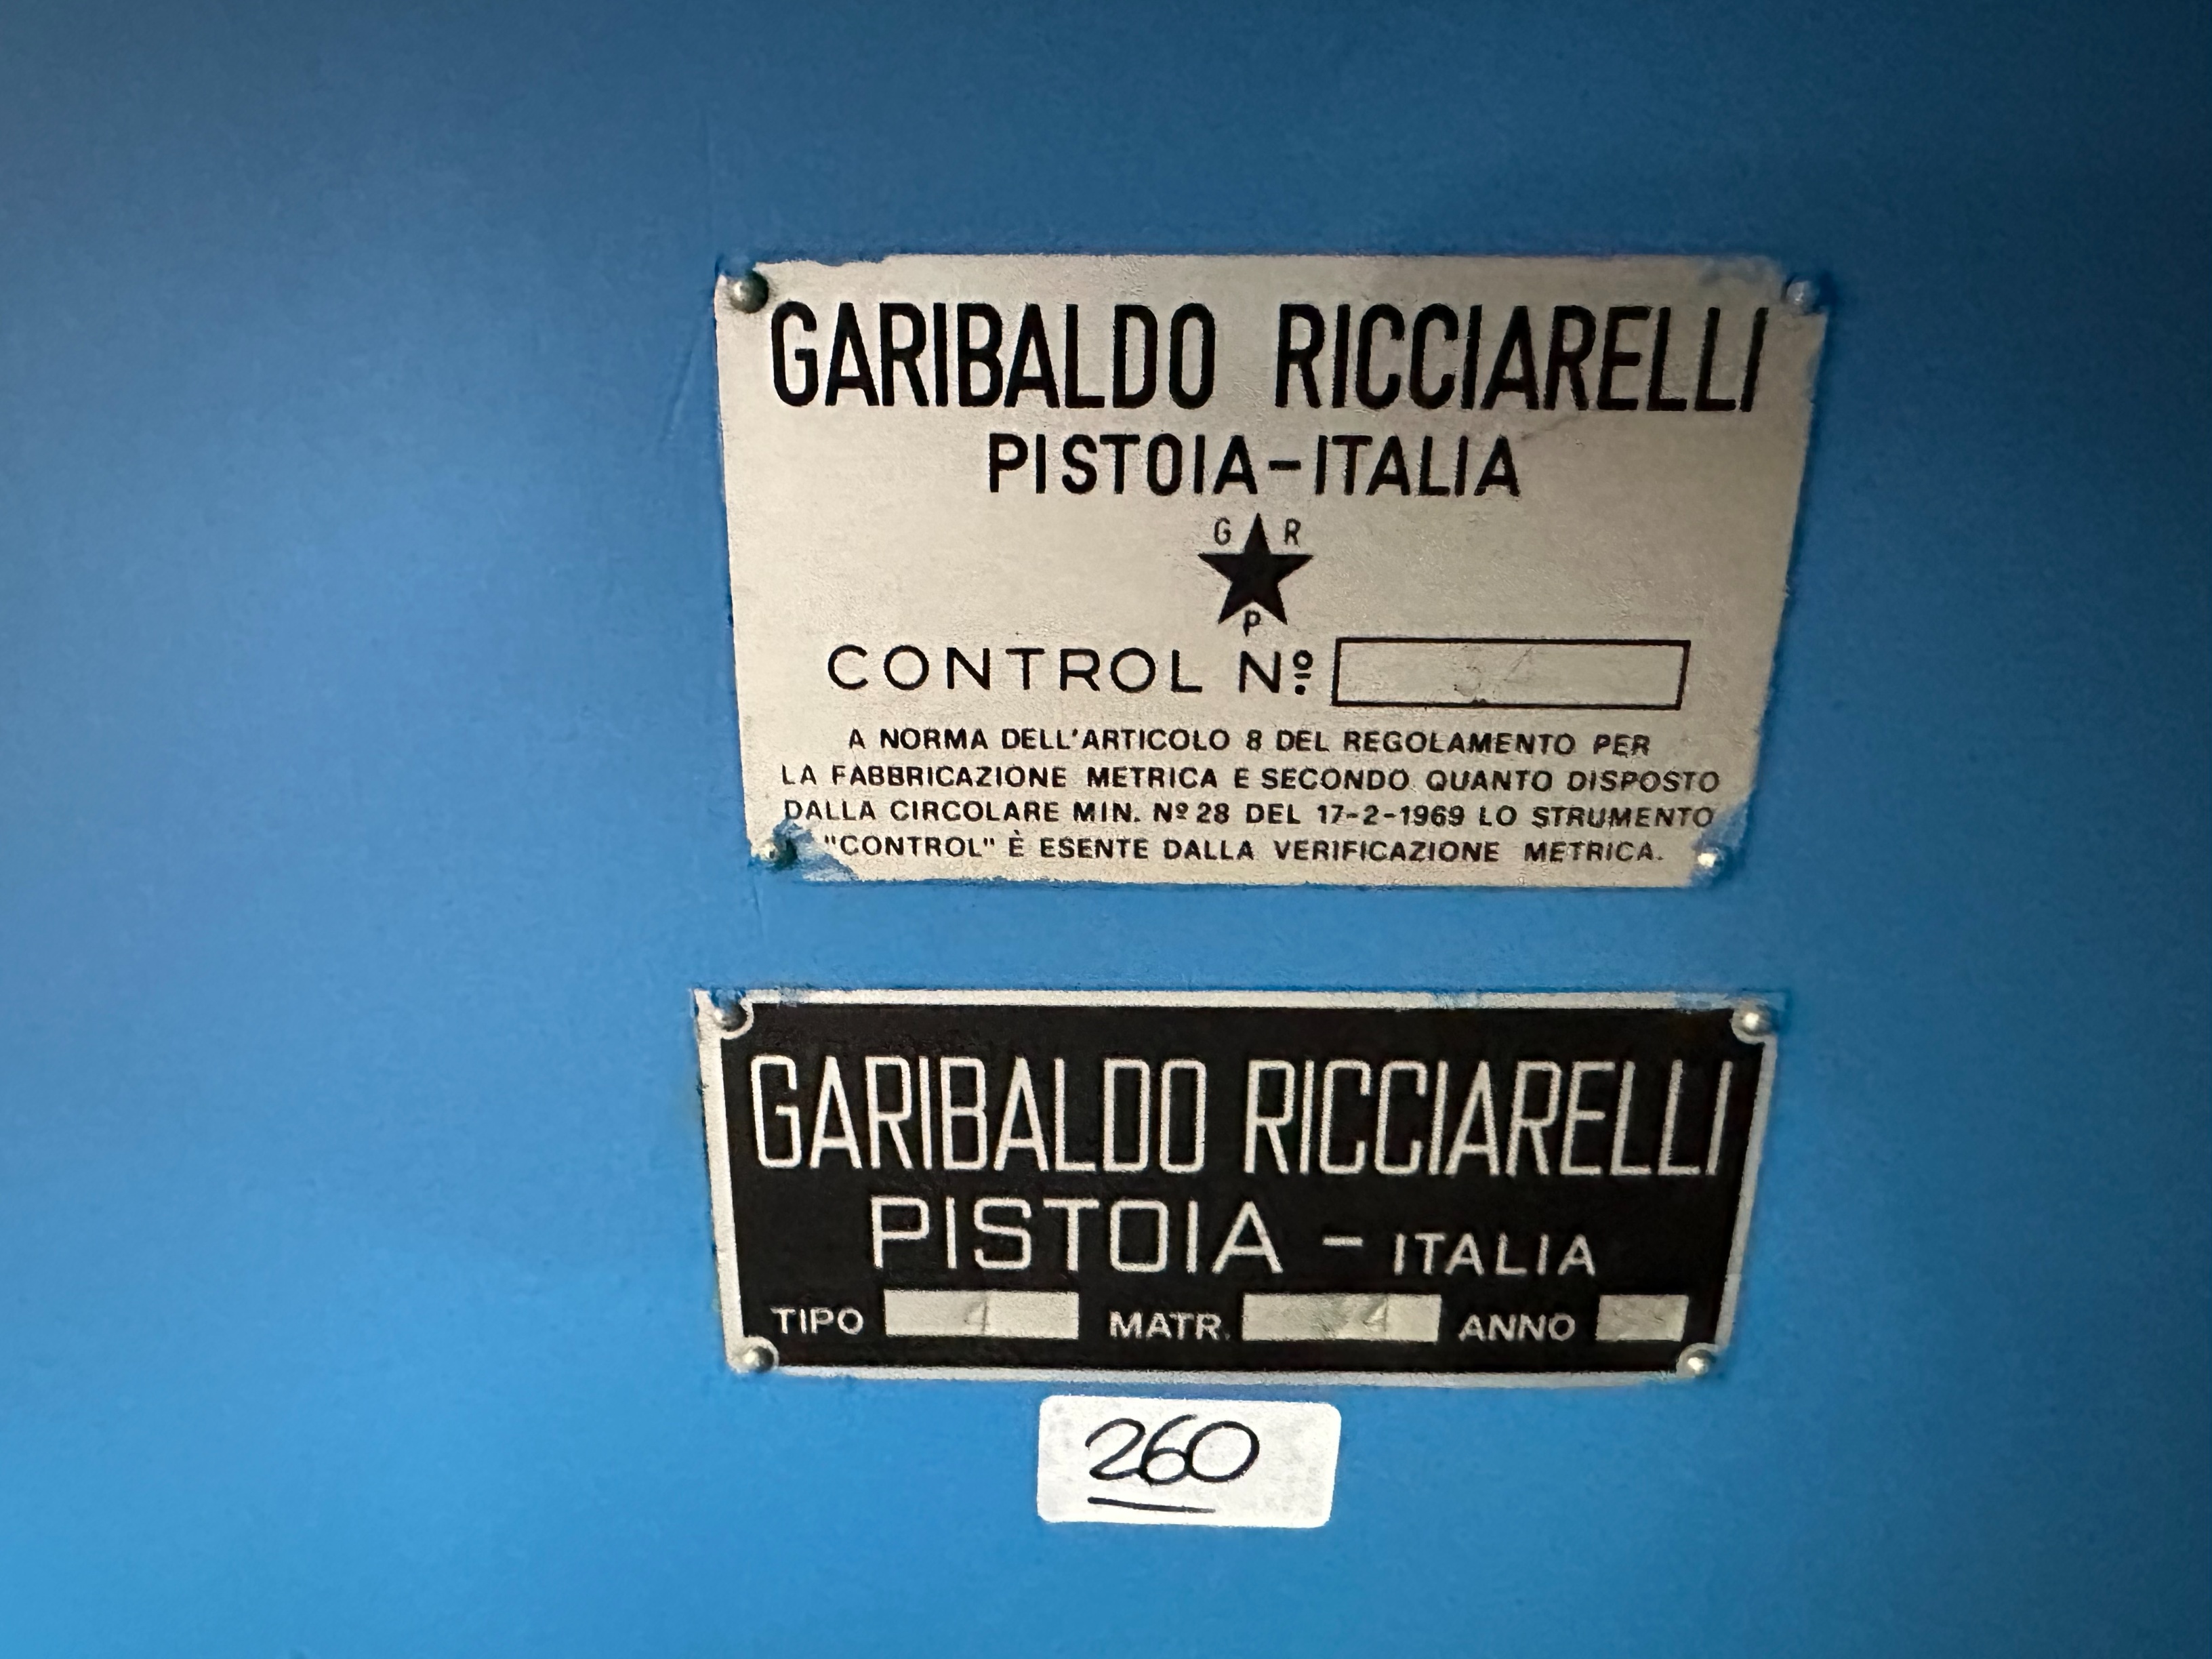 GARIBALDO RICCIARELLI
PISTOIA-ITALIA
G R
P
CONTROL Nº
A NORMA DELL'ARTICOLO 8 DEL REGOLAMENTO PER
LA FABBRICAZIONE METRICA E SECONDO QUANTO DISPOSTO
DALLA CIRCOLARE MIN. Nº 28 DEL 17-2-1969 LO STRUMENTO
"CONTROL" È ESENTE DALLA VERIFICAZIONE METRICA.
GARIBALDO RICCIARELLI
PISTOIA - ITALIA
TIPO 4 MATR. ANNO
260